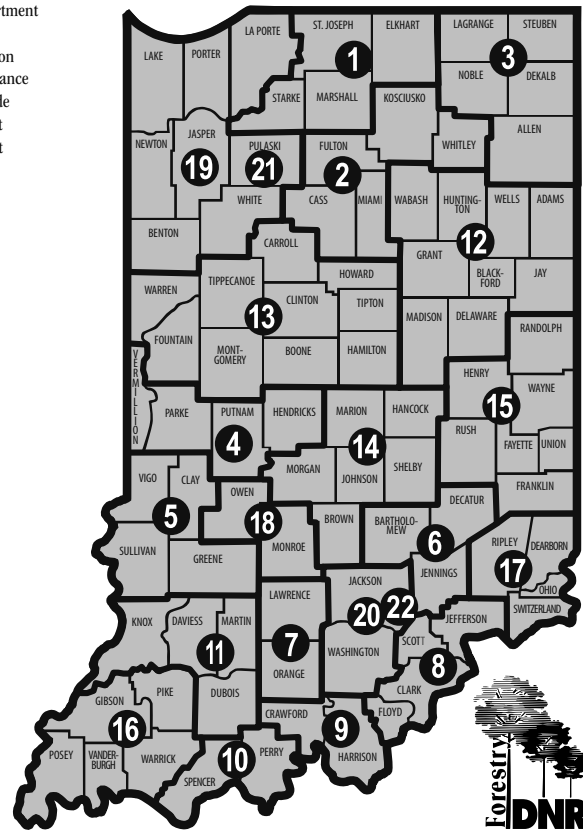 artment
on
ance
de
t
t
LA PORTE
ST. JOSEPH
ELKHART
LAGRANGE
STEUBEN
LAKE
PORTER
1
3
NOBLE
DEKALB
STARKE
MARSHALL
KOSCIUSKO
ALLEN
NEWTON
JASPER
PULASKI
FULTON
WHITLEY
19
21
2
WHITE
CASS
MIAMI
WABASH
HUNTING-
TON
WELLS
ADAMS
BENTON
CARROLL
12
GRANT
BLACK-
FORD
JAY
WARREN
TIPPECANOE
HOWARD
CLINTON
TIPTON
13
MADISON
DELAWARE
RANDOLPH
FOUNTAIN
MONT-
GOMERY
BOONE
HAMILTON
VERMILLION
HENRY
WAYNE
PARKE
PUTNAM
HENDRICKS
MARION
HANCOCK
15
4
14
RUSH
FAYETTE
UNION
MORGAN
JOHNSON
SHELBY
VIGO
CLAY
OWEN
FRANKLIN
DECATUR
5
18
BROWN
BARTHOLO-
MEW
6
RIPLEY
DEARBORN
SULLIVAN
GREENE
MONROE
JENNINGS
17
JACKSON
OHIO
LAWRENCE
SWITZERLAND
KNOX
DAVIESS
MARTIN
20
22
JEFFERSON
11
7
WASHINGTON
SCOTT
8
ORANGE
DUBOIS
CLARK
GIBSON
PIKE
CRAWFORD
FLOYD
16
9
POSEY
VANDER-
BURGH
WARRICK
10
PERRY
HARRISON
SPENCER
Forestry
DNR